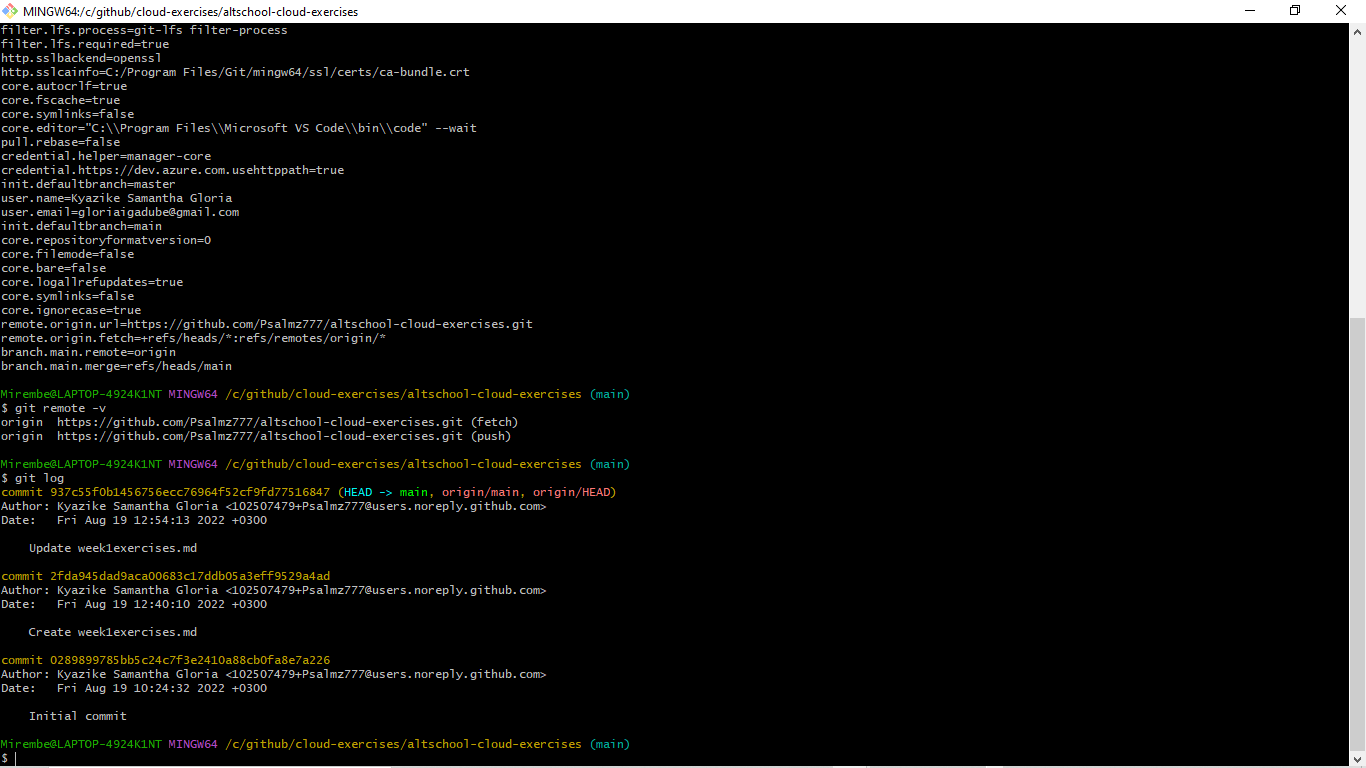 MINGW64:/c/github/cloud-exercises/altschool-cloud-exercises
filter.lfs.process=git-lfs filter-process
filter.lfs.required=true
http.sslbackend=openssl
http.sslcainfo=C:/Program Files/Git/mingw64/ssl/certs/ca-bundle.crt
core.autocrlf=true
core.fscache=true
core.symlinks=false
core.editor="C:\\Program Files\\Microsoft VS Code\\bin\\code" --wait
pull.rebase=false
credential.helper=manager-core
credential.https://dev.azure.com.usehttppath=true
init.defaultbranch=master
user.name=Kyazike Samantha Gloria
user.email=gloriaigadube@gmail.com
init.defaultbranch=main
core.repositoryformatversion=0
core.filemode=false
core.bare=false
core.logallrefupdates=true
core.symlinks=false
core.ignorecase=true
remote.origin.url=https://github.com/Psalmz777/altschool-cloud-exercises.git
remote.origin.fetch=+refs/heads/*:refs/remotes/origin/*
branch.main.remote=origin
branch.main.merge=refs/heads/main
Mirembe@LAPTOP-4924K1NT MINGW64 /c/github/cloud-exercises/altschool-cloud-exercises (main)
$ git remote -v
origin  https://github.com/Psalmz777/altschool-cloud-exercises.git (fetch)
origin  https://github.com/Psalmz777/altschool-cloud-exercises.git (push)
Mirembe@LAPTOP-4924K1NT MINGW64 /c/github/cloud-exercises/altschool-cloud-exercises (main)
$ git log
commit 937c55f0b1456756ecc76964f52cf9fd77516847 (HEAD -> main, origin/main, origin/HEAD)
Author: Kyazike Samantha Gloria <102507479+Psalmz777@users.noreply.github.com>
Date:   Fri Aug 19 12:54:13 2022 +0300
Update week1exercises.md
commit 2fda945dad9aca00683c17ddb05a3eff9529a4ad
Author: Kyazike Samantha Gloria <102507479+Psalmz777@users.noreply.github.com>
Date:   Fri Aug 19 12:40:10 2022 +0300
Create week1exercises.md
commit 0289899785bb5c24c7f3e2410a88cb0fa8e7a226
Author: Kyazike Samantha Gloria <102507479+Psalmz777@users.noreply.github.com>
Date:   Fri Aug 19 10:24:32 2022 +0300
Initial commit
Mirembe@LAPTOP-4924K1NT MINGW64 /c/github/cloud-exercises/altschool-cloud-exercises (main)
$